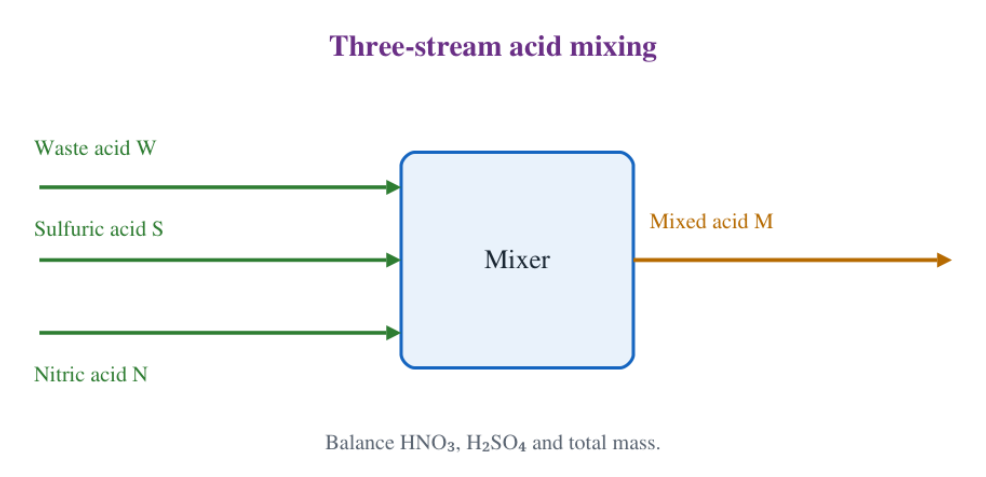 Three-stream acid mixing
Waste acid W
Sulfuric acid S
Mixed acid M
Mixer
Nitric acid N
Balance HNO₃, H₂SO₄ and total mass.